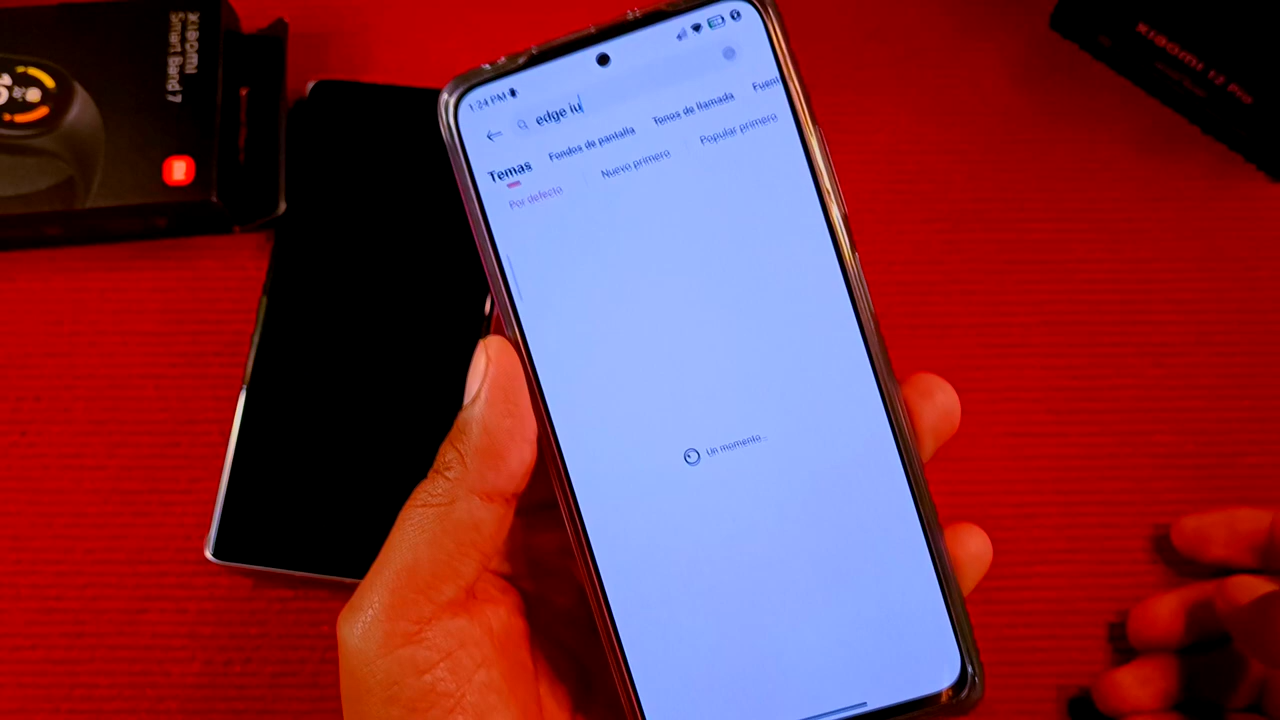 Xiaomi
Smart Band 7
XIAOMI 12 Pro
1:24 PM
edge iu
Temas
Fondos de pantalla
Tonos de llamada
Fuent
Por defecto
Nuevo primero
Popular primero
Un momento...